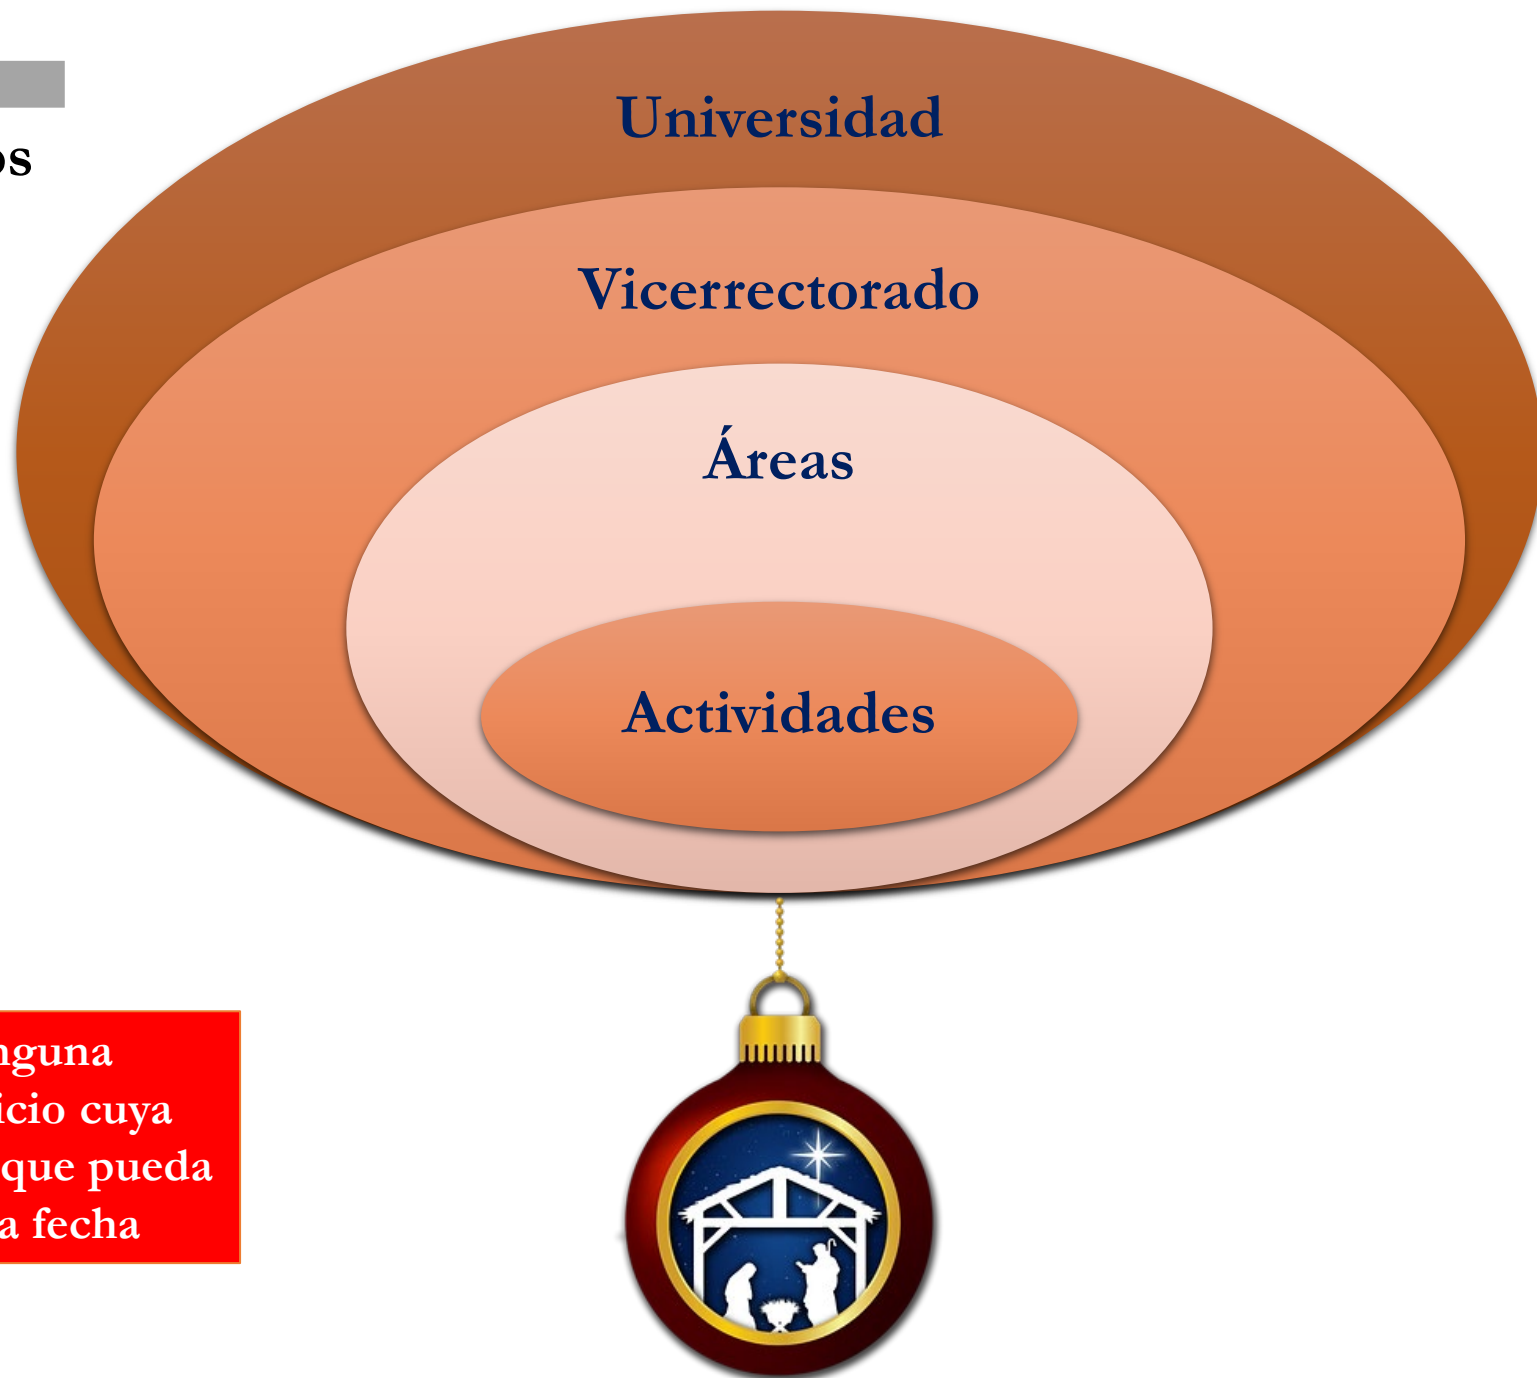 Universidad
os
Vicerrectorado
Áreas
Actividades
nguna
icio cuya
que pueda
a fecha